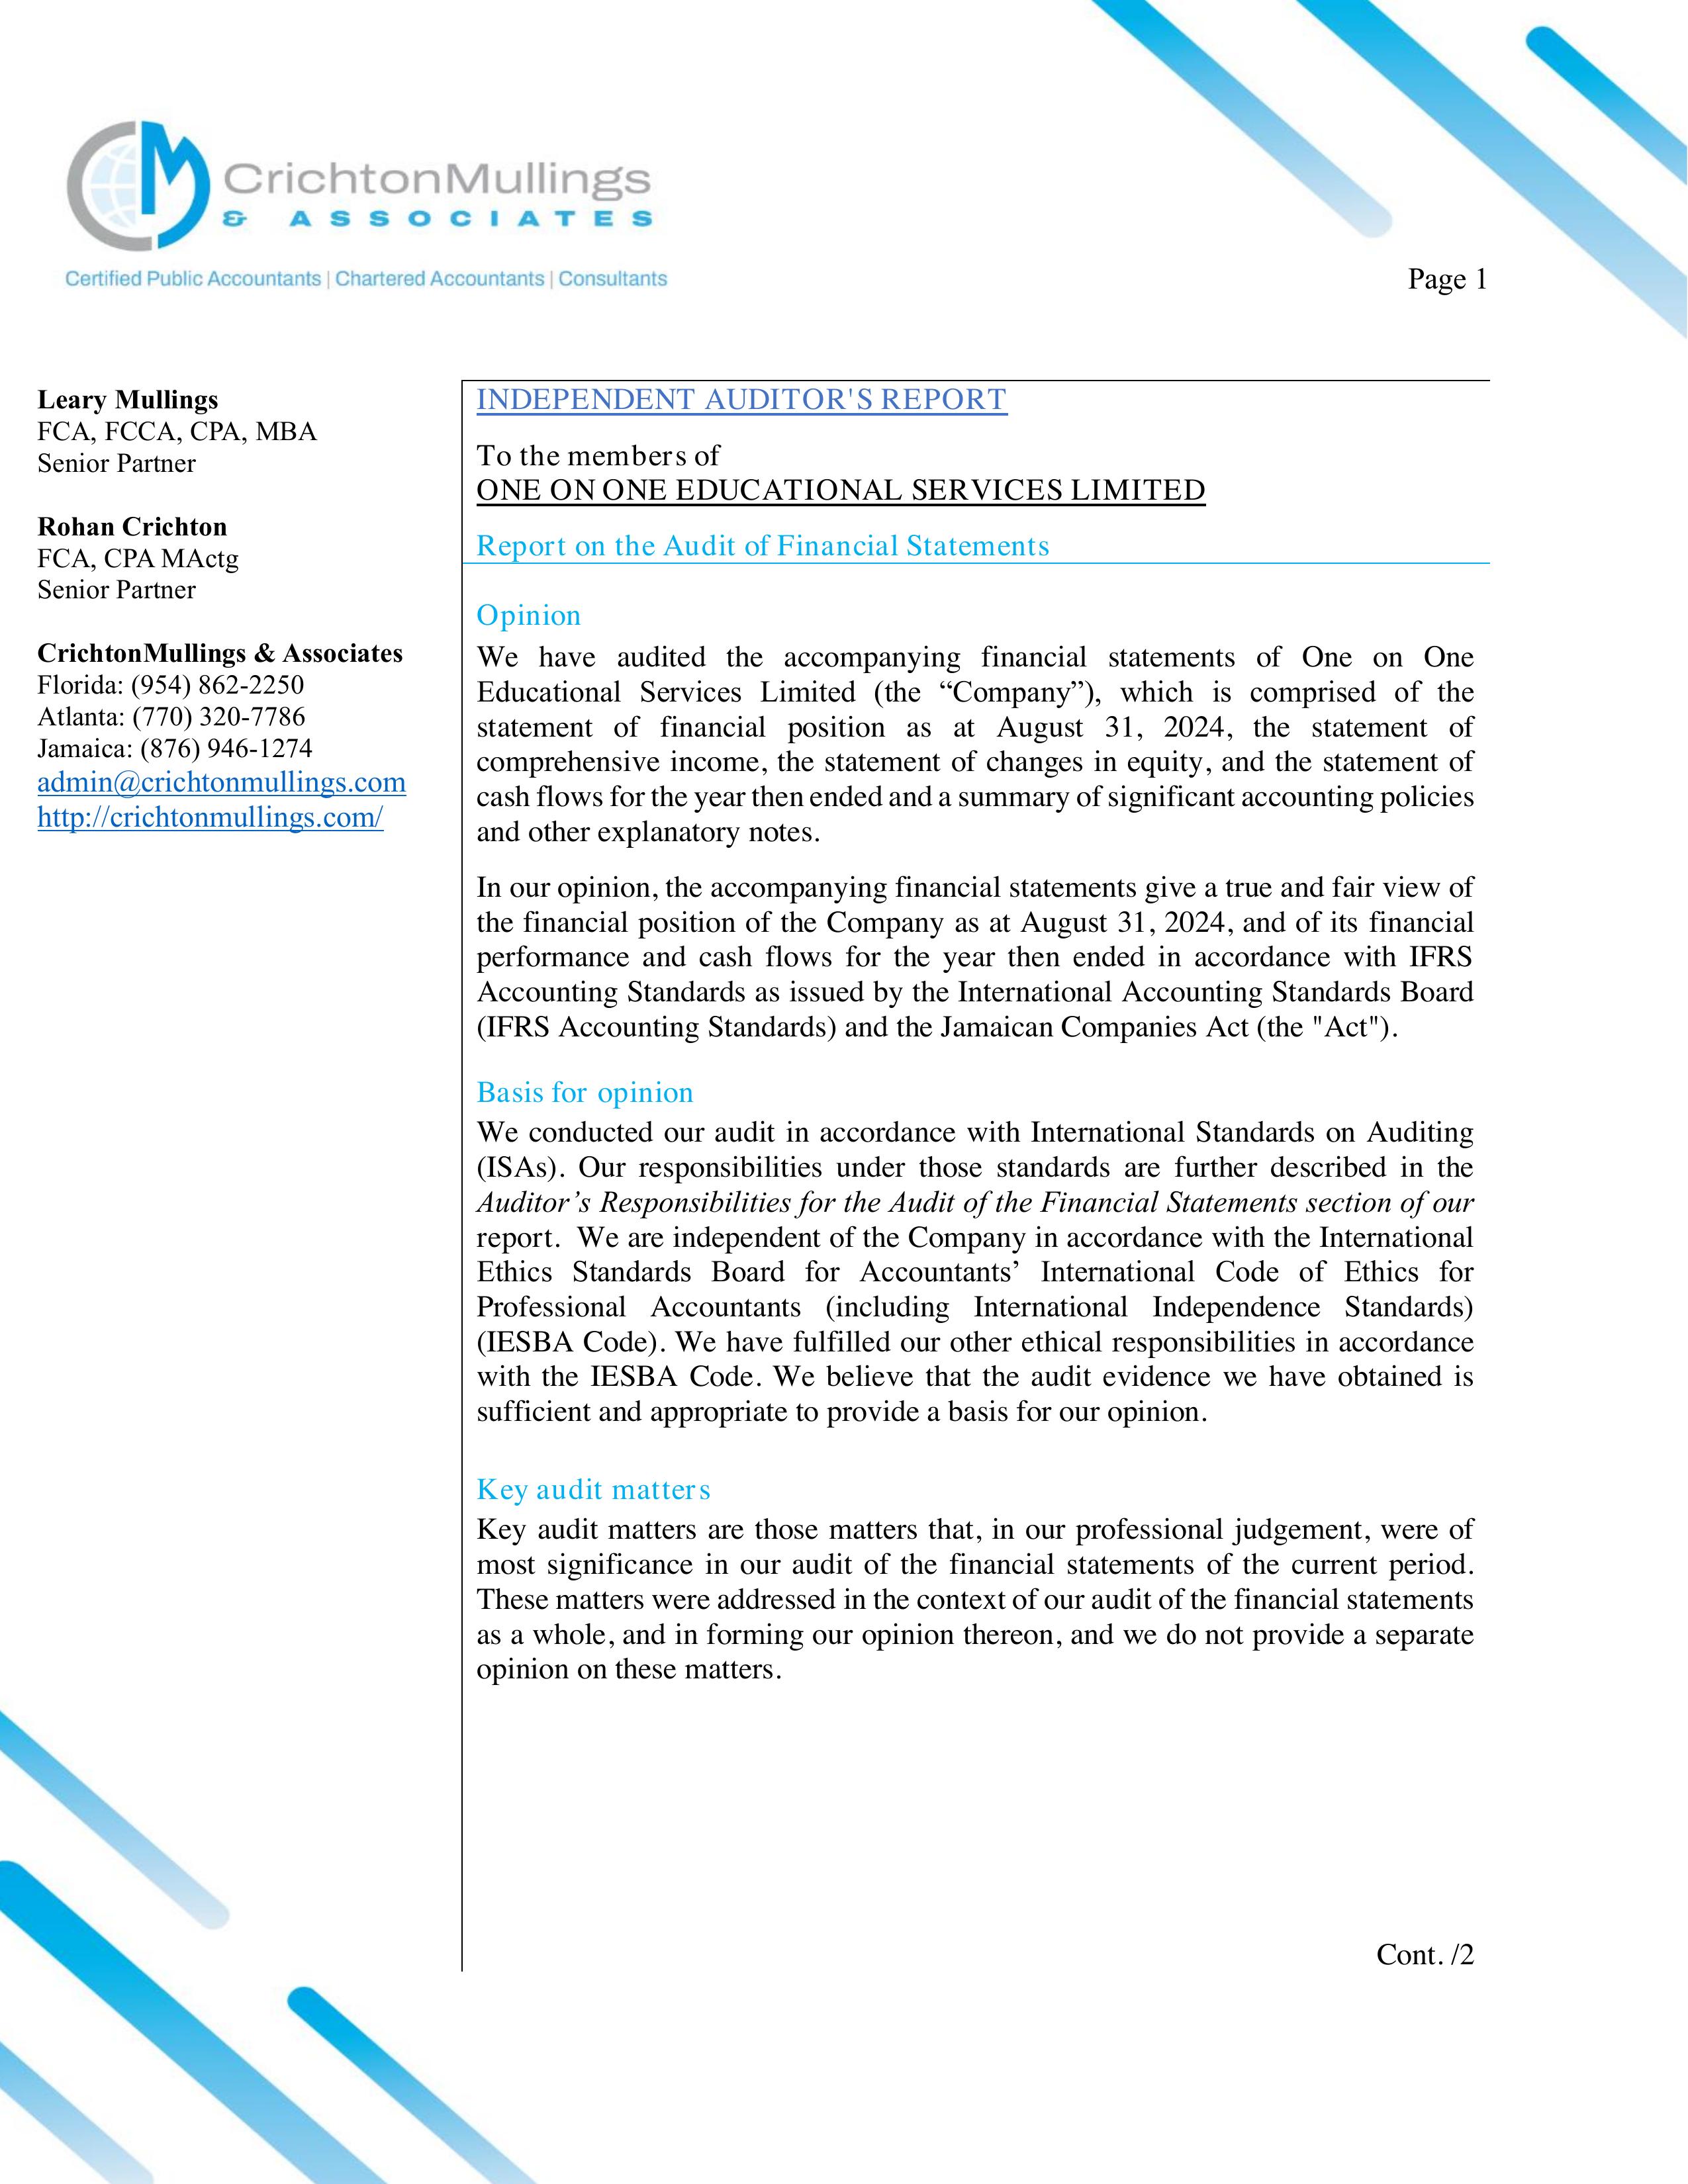 CrichtonMullings
& ASSOCIATES
Certified Public Accountants | Chartered Accountants | Consultants
Page 1
Leary Mullings
FCA, FCCA, CPA, MBA
Senior Partner
Rohan Crichton
FCA, CPA MActg
Senior Partner
CrichtonMullings & Associates
Florida: (954) 862-2250
Atlanta: (770) 320-7786
Jamaica: (876) 946-1274
admin@crichtonmullings.com
http://crichtonmullings.com/
INDEPENDENT AUDITOR'S REPORT
To the members of
ONE ON ONE EDUCATIONAL SERVICES LIMITED
Report on the Audit of Financial Statements
Opinion
We have audited the accompanying financial statements of One on One
Educational Services Limited (the “Company”), which is comprised of the
statement of financial position as at August 31, 2024, the statement of
comprehensive income, the statement of changes in equity, and the statement of
cash flows for the year then ended and a summary of significant accounting policies
and other explanatory notes.
In our opinion, the accompanying financial statements give a true and fair view of
the financial position of the Company as at August 31, 2024, and of its financial
performance and cash flows for the year then ended in accordance with IFRS
Accounting Standards as issued by the International Accounting Standards Board
(IFRS Accounting Standards) and the Jamaican Companies Act (the "Act").
Basis for opinion
We conducted our audit in accordance with International Standards on Auditing
(ISAs). Our responsibilities under those standards are further described in the
Auditor’s Responsibilities for the Audit of the Financial Statements section of our
report. We are independent of the Company in accordance with the International
Ethics Standards Board for Accountants’ International Code of Ethics for
Professional Accountants (including International Independence Standards)
(IESBA Code). We have fulfilled our other ethical responsibilities in accordance
with the IESBA Code. We believe that the audit evidence we have obtained is
sufficient and appropriate to provide a basis for our opinion.
Key audit matters
Key audit matters are those matters that, in our professional judgement, were of
most significance in our audit of the financial statements of the current period.
These matters were addressed in the context of our audit of the financial statements
as a whole, and in forming our opinion thereon, and we do not provide a separate
opinion on these matters.
Cont. /2